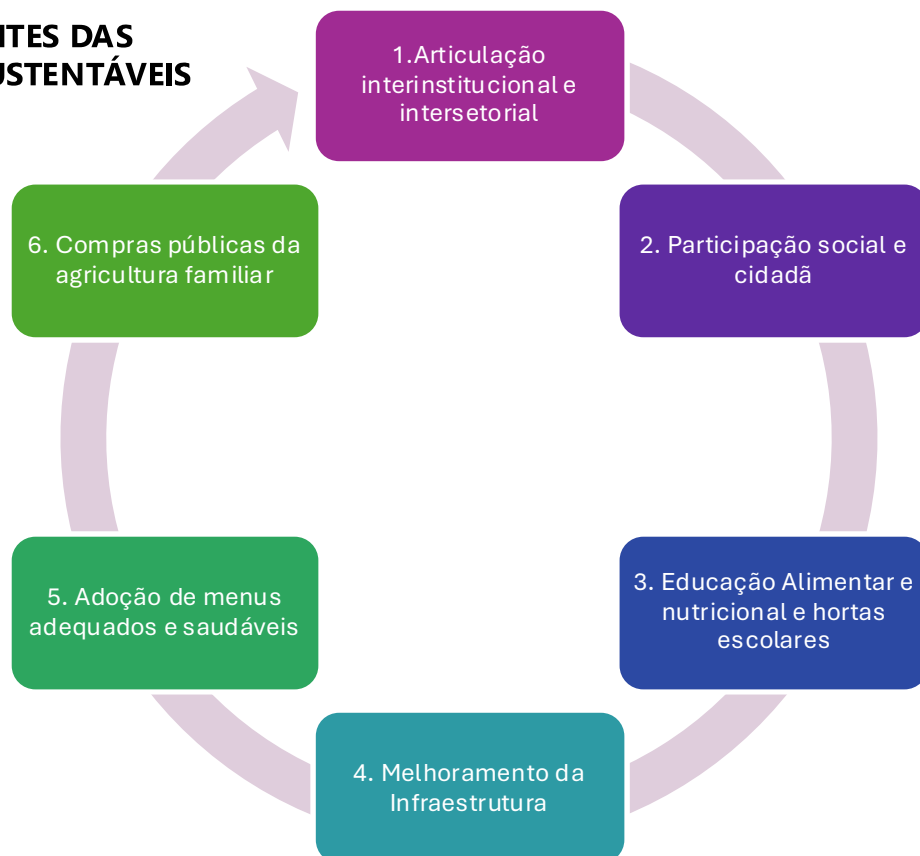 NTES DAS
USTENTÁVEIS
1.Articulação
interinstitucional e
intersetorial
2. Participação social e
cidadã
3. Educação Alimentar e
nutricional e hortas
escolares
4. Melhoramento da
Infraestrutura
5. Adoção de menus
adequados e saudáveis
6. Compras públicas da
agricultura familiar